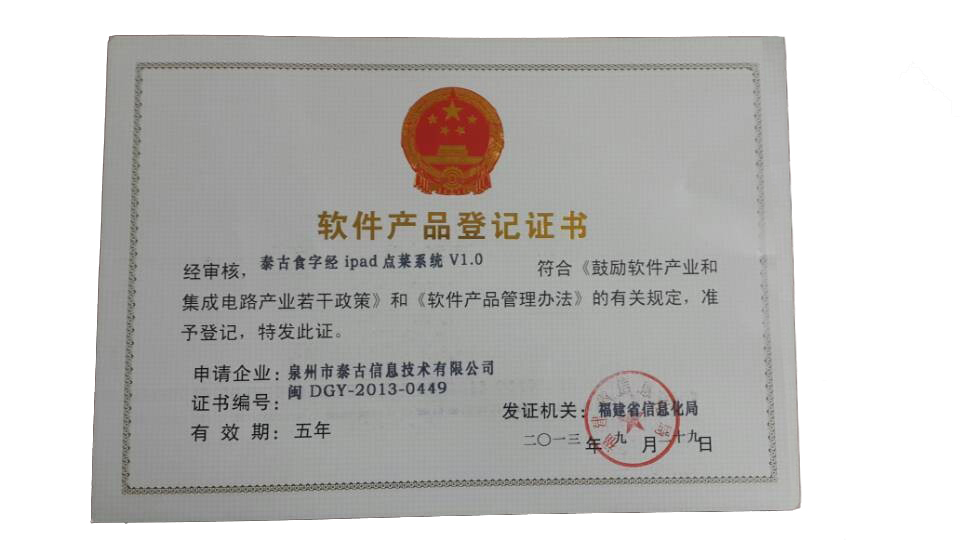 软件产品登记证书
经审核，泰古食字经 ipad 点菜系统 V1.0 符合《鼓励软件产业和
集成电路产业若干政策》和《软件产品管理办法》的有关规定，准
予登记，特发此证。
申请企业：泉州市泰古信息技术有限公司
证书编号：闽 DGY-2013-0449
有 效 期：五年
发证机关：福建省信息化局
二〇一三 年 九 月 二十九 日